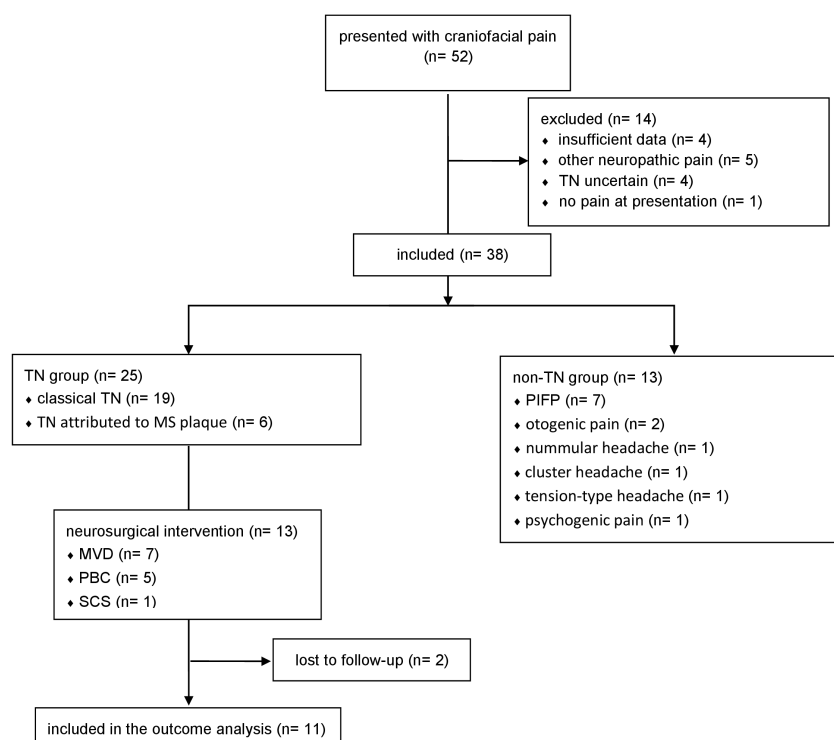 presented with craniofacial pain
(n= 52)
excluded (n= 14)
♦ insufficient data (n= 4)
♦ other neuropathic pain (n= 5)
♦ TN uncertain (n= 4)
♦ no pain at presentation (n= 1)
included (n= 38)
TN group (n= 25)
♦ classical TN (n= 19)
♦ TN attributed to MS plaque (n= 6)
non-TN group (n= 13)
♦ PIFP (n= 7)
♦ otogenic pain (n= 2)
♦ nummular headache (n= 1)
♦ cluster headache (n= 1)
♦ tension-type headache (n= 1)
♦ psychogenic pain (n= 1)
neurosurgical intervention (n= 13)
♦ MVD (n= 7)
♦ PBC (n= 5)
♦ SCS (n= 1)
lost to follow-up (n= 2)
included in the outcome analysis (n= 11)